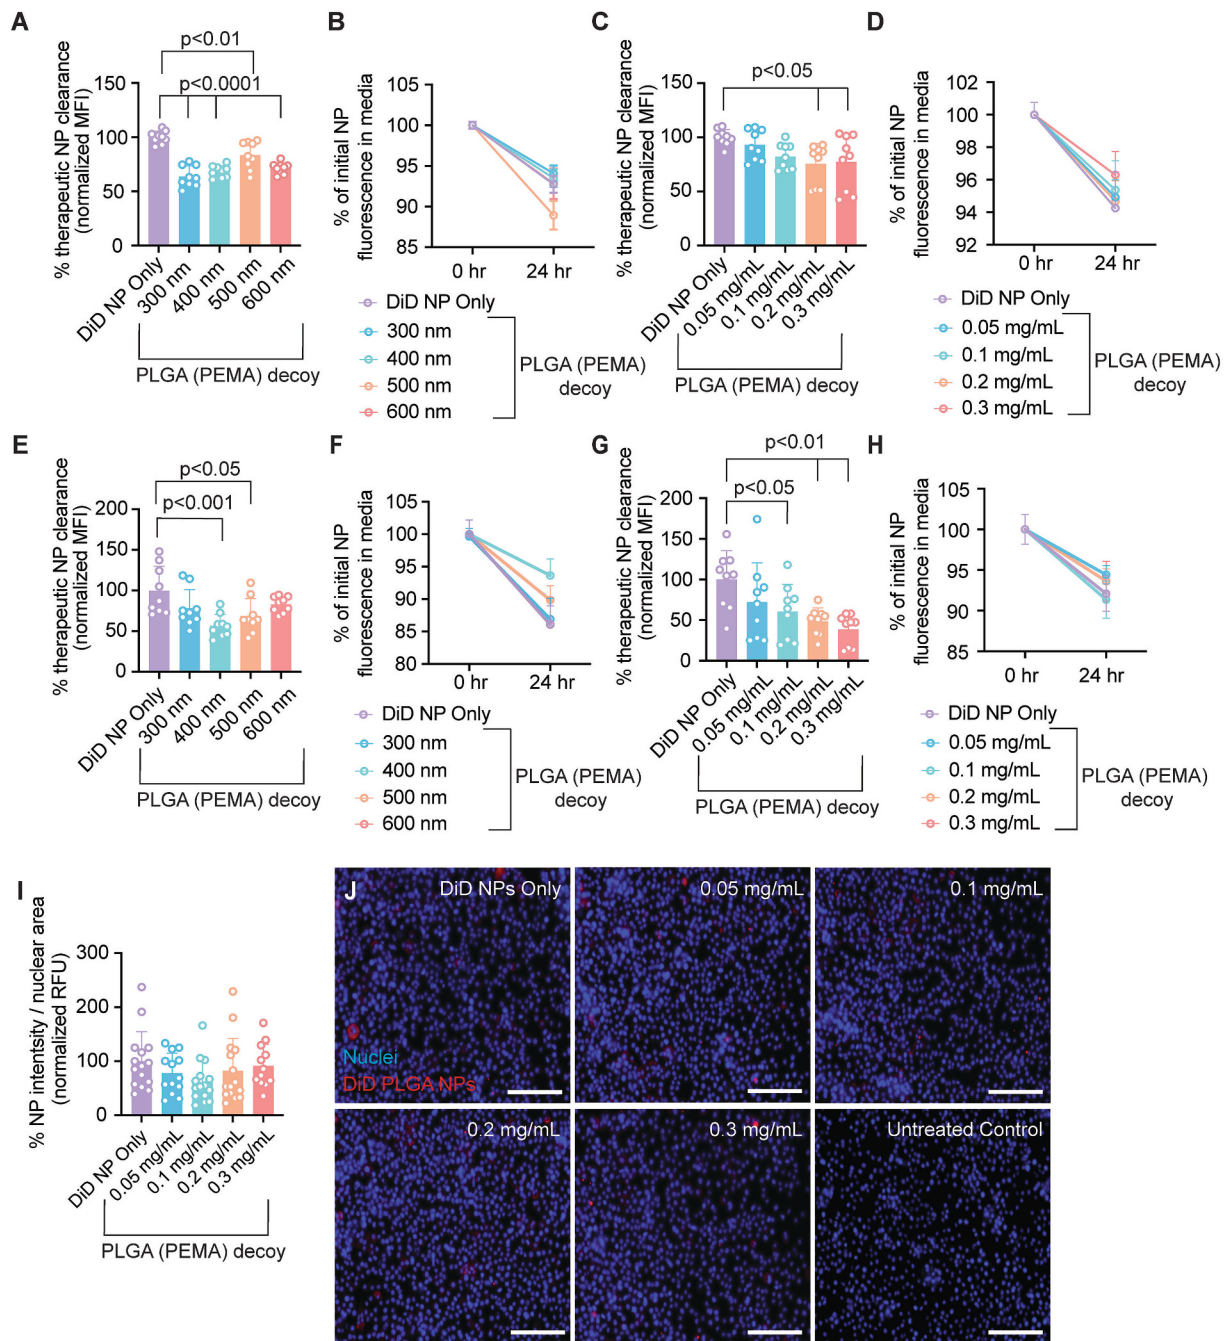 A
% therapeutic NP clearance
(normalized MFI)
p<0.01
p<0.0001
150
100
50
0
DiD NP Only
300 nm
400 nm
500 nm
600 nm
PLGA (PEMA) decoy
B
% of initial NP
fluorescence in media
105
100
95
90
85
0 hr
24 hr
DiD NP Only
300 nm
400 nm
500 nm
600 nm
PLGA (PEMA)
decoy
C
% therapeutic NP clearance
(normalized MFI)
p<0.05
150
100
50
0
DiD NP Only
0.05 mg/mL
0.1 mg/mL
0.2 mg/mL
0.3 mg/mL
PLGA (PEMA) decoy
D
% of initial NP
fluorescence in media
102
100
98
96
94
92
0 hr
24 hr
DiD NP Only
0.05 mg/mL
0.1 mg/mL
0.2 mg/mL
0.3 mg/mL
PLGA (PEMA)
decoy
E
% therapeutic NP clearance
(normalized MFI)
p<0.05
p<0.001
200
150
100
50
0
DiD NP Only
300 nm
400 nm
500 nm
600 nm
PLGA (PEMA) decoy
F
% of initial NP
fluorescence in media
105
100
95
90
85
80
0 hr
24 hr
DiD NP Only
300 nm
400 nm
500 nm
600 nm
PLGA (PEMA)
decoy
G
% therapeutic NP clearance
(normalized MFI)
p<0.01
p<0.05
200
150
100
50
0
DiD NP Only
0.05 mg/mL
0.1 mg/mL
0.2 mg/mL
0.3 mg/mL
PLGA (PEMA) decoy
H
% of initial NP
fluorescence in media
105
100
95
90
85
0 hr
24 hr
DiD NP Only
0.05 mg/mL
0.1 mg/mL
0.2 mg/mL
0.3 mg/mL
PLGA (PEMA)
decoy
I
% NP intentsity / nuclear area
(normalized RFU)
300
200
100
0
DiD NP Only
0.05 mg/mL
0.1 mg/mL
0.2 mg/mL
0.3 mg/mL
PLGA (PEMA) decoy
J
DiD NPs Only
Nuclei
DiD PLGA NPs
0.05 mg/mL
0.1 mg/mL
0.2 mg/mL
0.3 mg/mL
Untreated Control